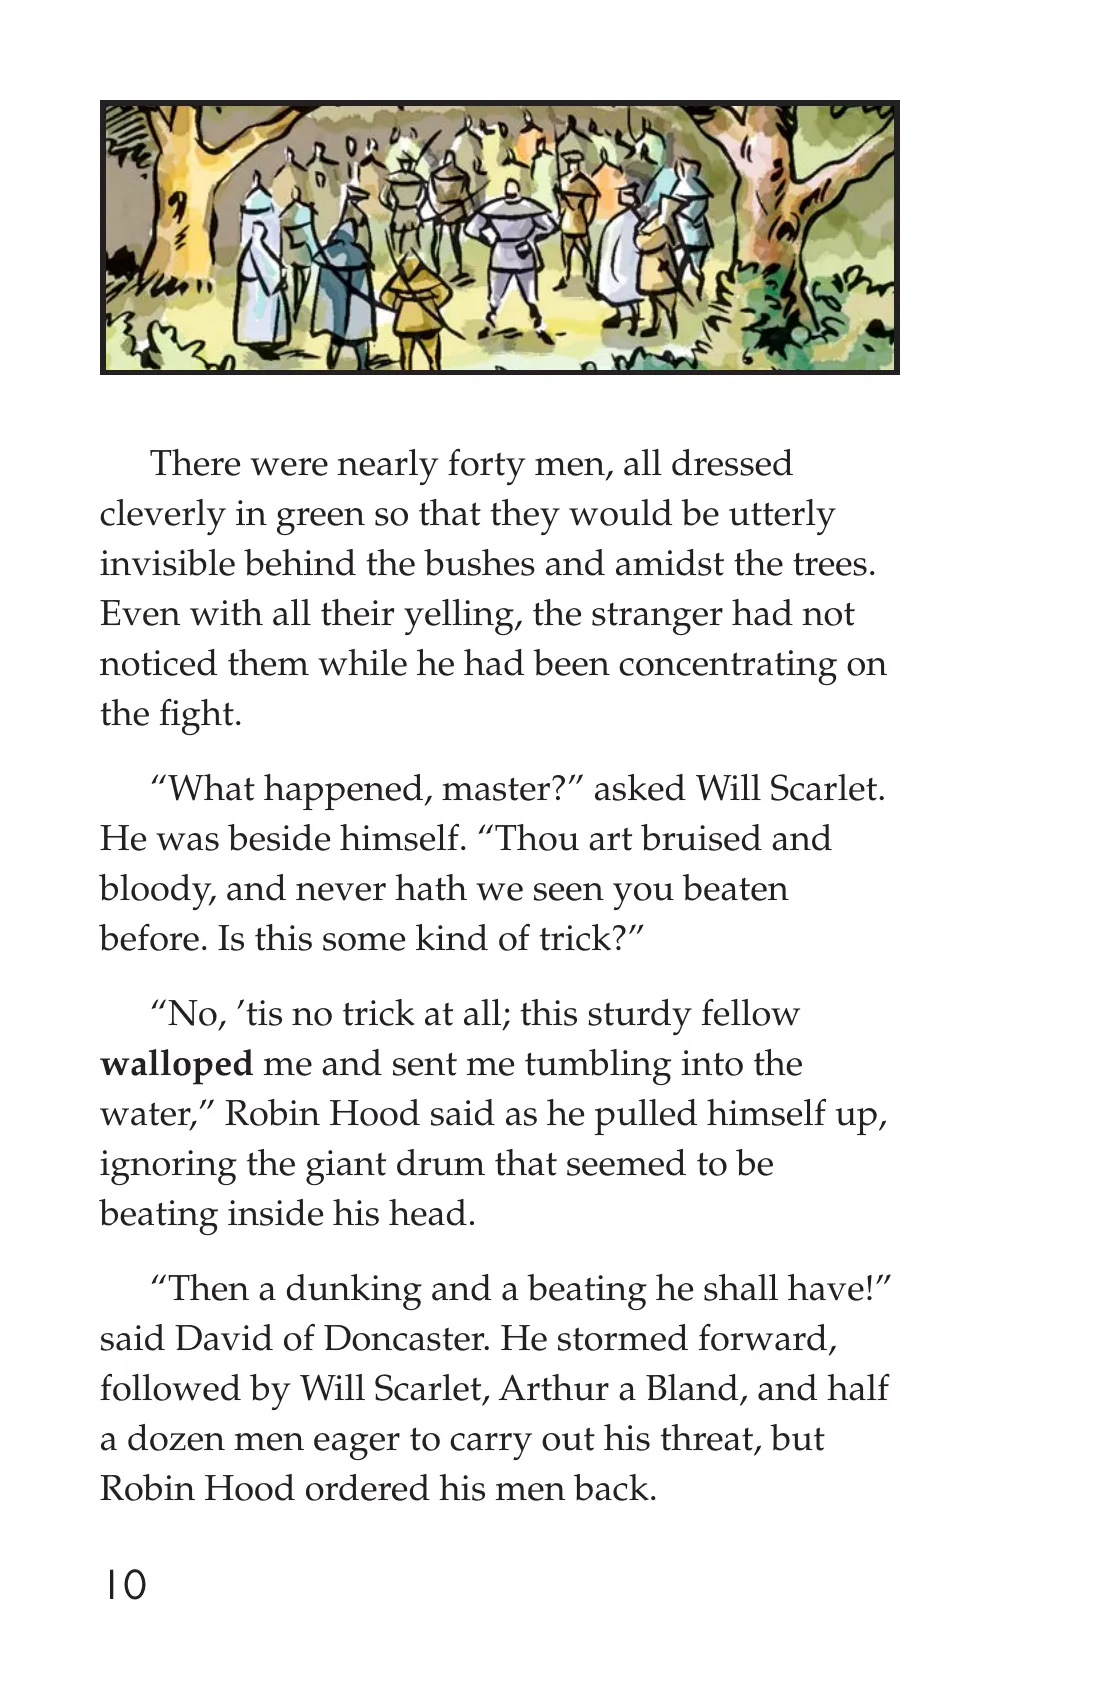 There were nearly forty men, all dressed
cleverly in green so that they would be utterly
invisible behind the bushes and amidst the trees.
Even with all their yelling, the stranger had not
noticed them while he had been concentrating on
the fight.
“What happened, master?” asked Will Scarlet.
He was beside himself. “Thou art bruised and
bloody, and never hath we seen you beaten
before. Is this some kind of trick?”
“No, ’tis no trick at all; this sturdy fellow
walloped me and sent me tumbling into the
water,” Robin Hood said as he pulled himself up,
ignoring the giant drum that seemed to be
beating inside his head.
“Then a dunking and a beating he shall have!”
said David of Doncaster. He stormed forward,
followed by Will Scarlet, Arthur a Bland, and half
a dozen men eager to carry out his threat, but
Robin Hood ordered his men back.
10